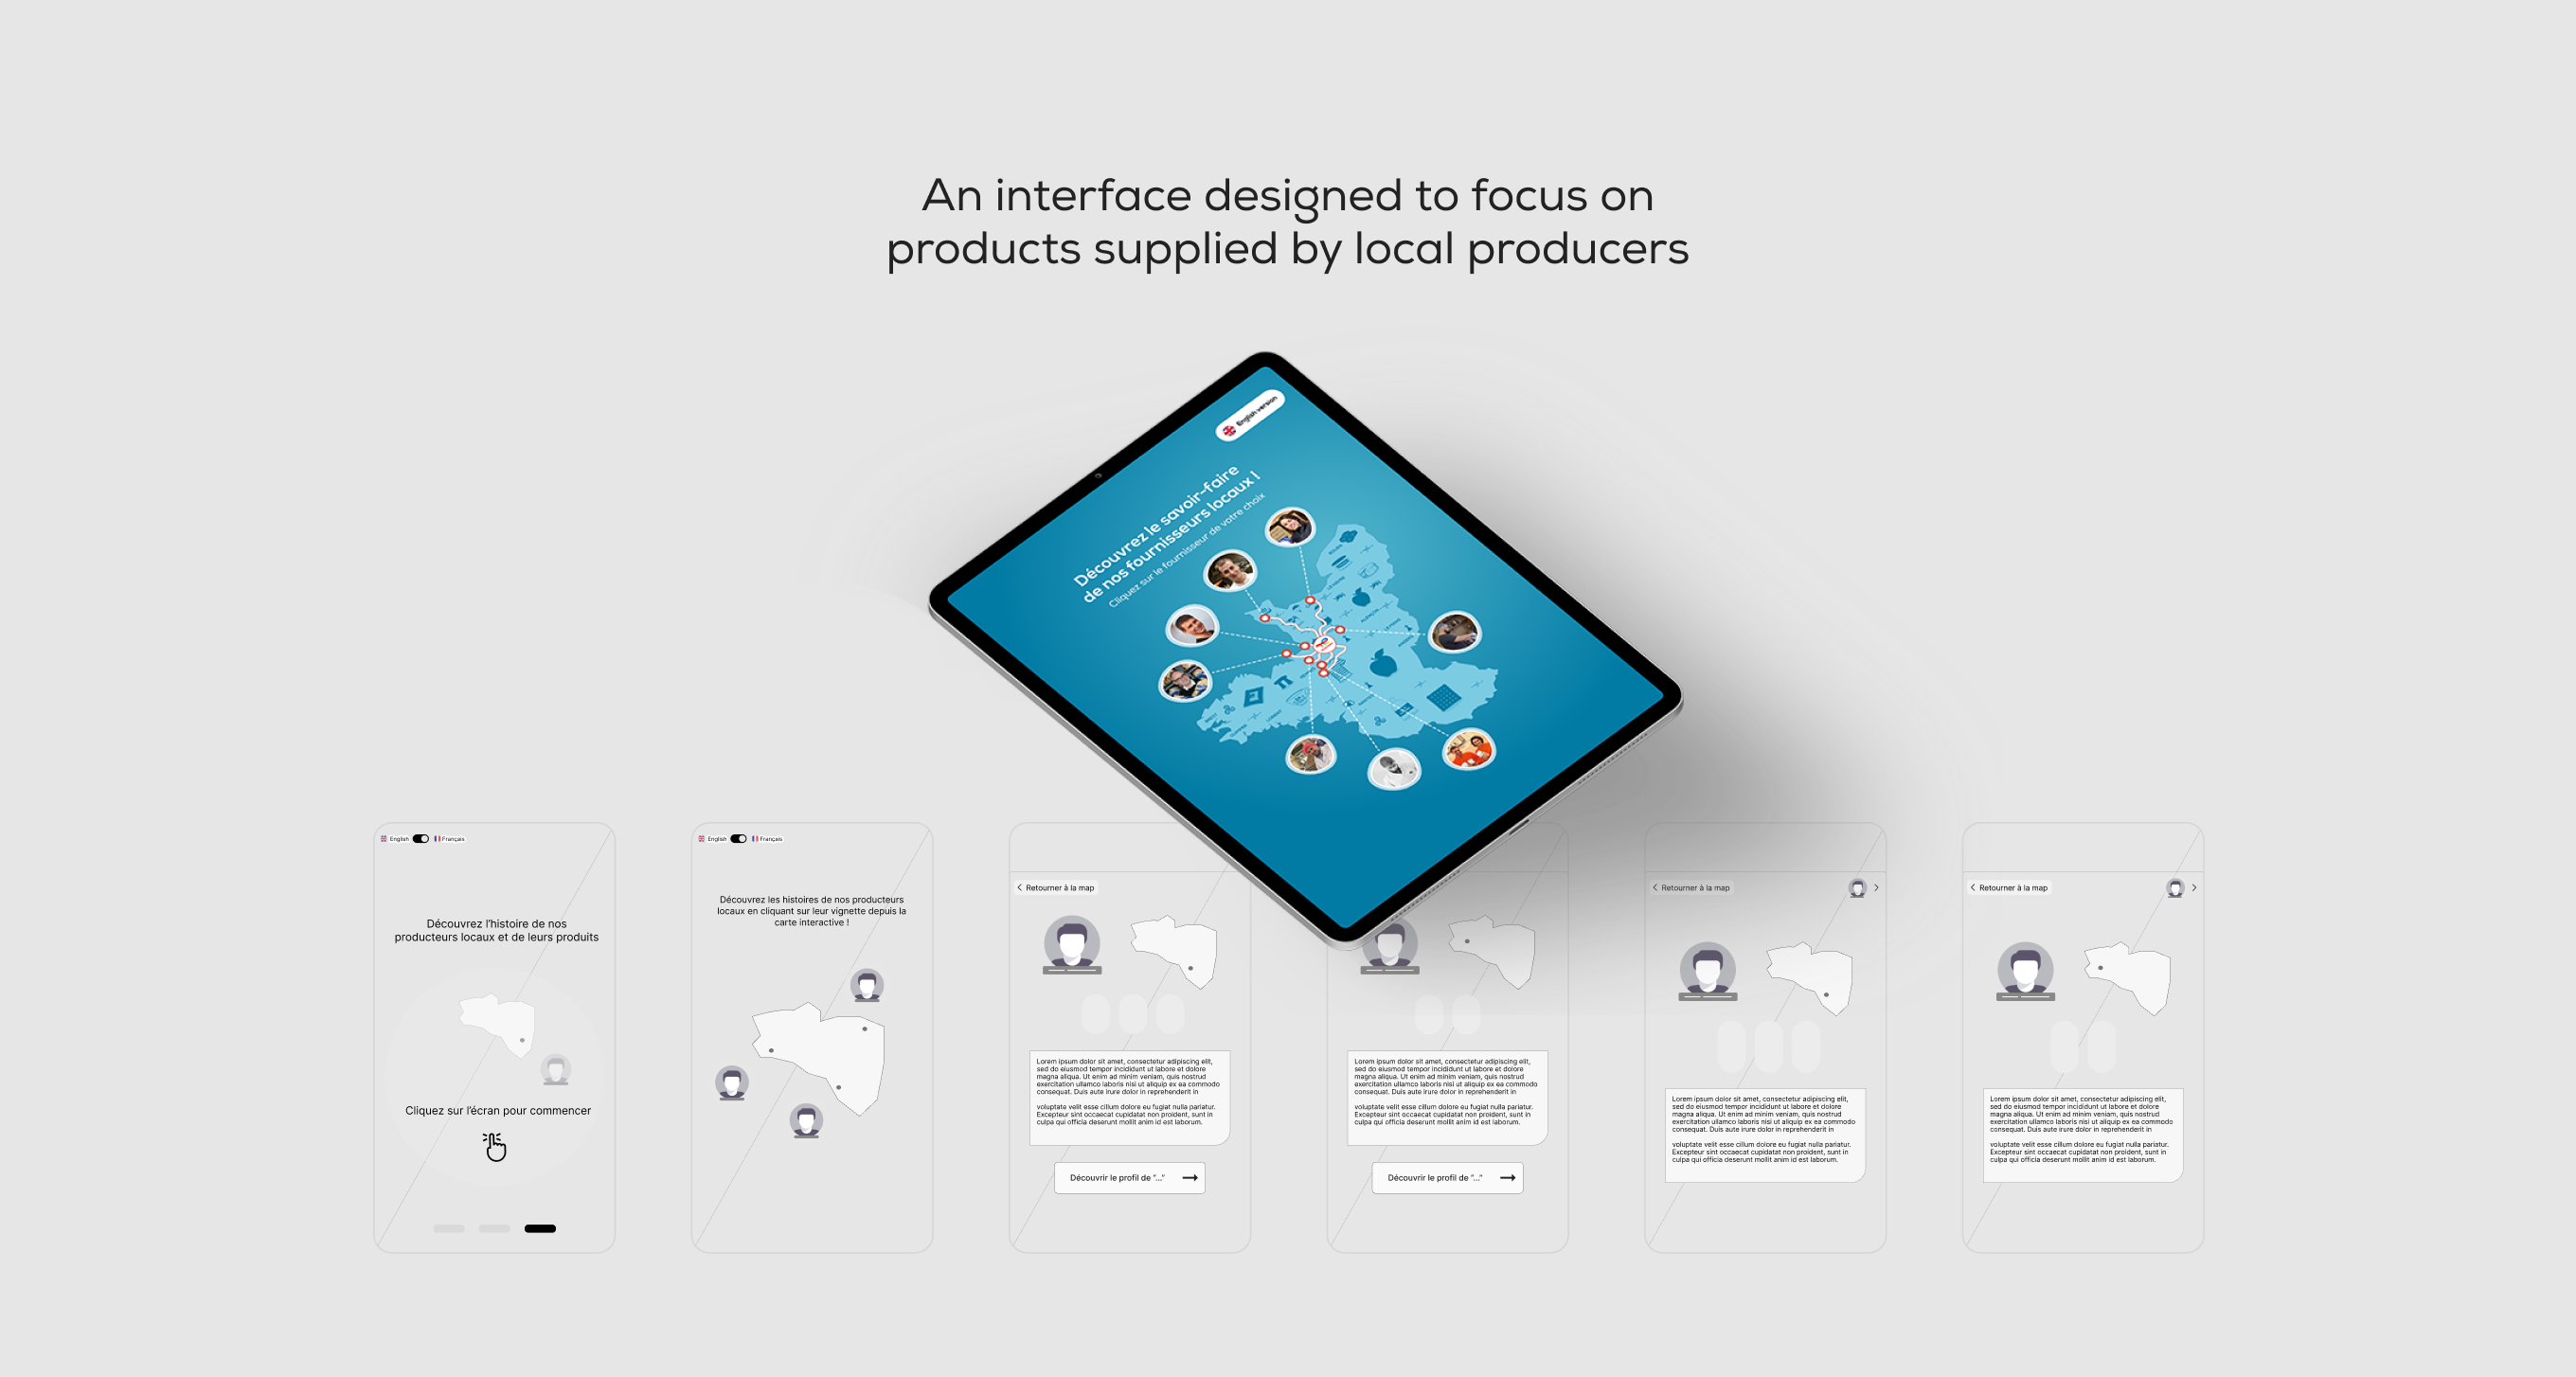 An interface designed to focus on
products supplied by local producers
English version
Découvrez le savoir-faire
de nos fournisseurs locaux !
Cliquez sur le fournisseur de votre choix
English
Français
Découvrez l'histoire de nos
producteurs locaux et de leurs produits
Cliquez sur l'écran pour commencer
English
Français
Découvrez les histoires de nos producteurs
locaux en cliquant sur leur vignette depuis la
carte interactive !
Retourner à la map
Lorem ipsum dolor sit amet, consectetur adipiscing elit,
sed do eiusmod tempor incididunt ut labore et dolore
magna aliqua. Ut enim ad minim veniam, quis nostrud
exercitation ullamco laboris nisi ut aliquip ex ea commodo
consequat. Duis aute irure dolor in reprehenderit in
voluptate velit esse cillum dolore eu fugiat nulla pariatur.
Excepteur sint occaecat cupidatat non proident, sunt in
culpa qui officia deserunt mollit anim id est laborum.
Découvrir le profil de "..."
Lorem ipsum dolor sit amet, consectetur adipiscing elit,
sed do eiusmod tempor incididunt ut labore et dolore
magna aliqua. Ut enim ad minim veniam, quis nostrud
exercitation ullamco laboris nisi ut aliquip ex ea commodo
consequat. Duis aute irure dolor in reprehenderit in
voluptate velit esse cillum dolore eu fugiat nulla pariatur.
Excepteur sint occaecat cupidatat non proident, sunt in
culpa qui officia deserunt mollit anim id est laborum.
Découvrir le profil de "..."
Retourner à la map
Lorem ipsum dolor sit amet, consectetur adipiscing elit,
sed do eiusmod tempor incididunt ut labore et dolore
magna aliqua. Ut enim ad minim veniam, quis nostrud
exercitation ullamco laboris nisi ut aliquip ex ea commodo
consequat. Duis aute irure dolor in reprehenderit in
voluptate velit esse cillum dolore eu fugiat nulla pariatur.
Excepteur sint occaecat cupidatat non proident, sunt in
culpa qui officia deserunt mollit anim id est laborum.
Retourner à la map
Lorem ipsum dolor sit amet, consectetur adipiscing elit,
sed do eiusmod tempor incididunt ut labore et dolore
magna aliqua. Ut enim ad minim veniam, quis nostrud
exercitation ullamco laboris nisi ut aliquip ex ea commodo
consequat. Duis aute irure dolor in reprehenderit in
voluptate velit esse cillum dolore eu fugiat nulla pariatur.
Excepteur sint occaecat cupidatat non proident, sunt in
culpa qui officia deserunt mollit anim id est laborum.